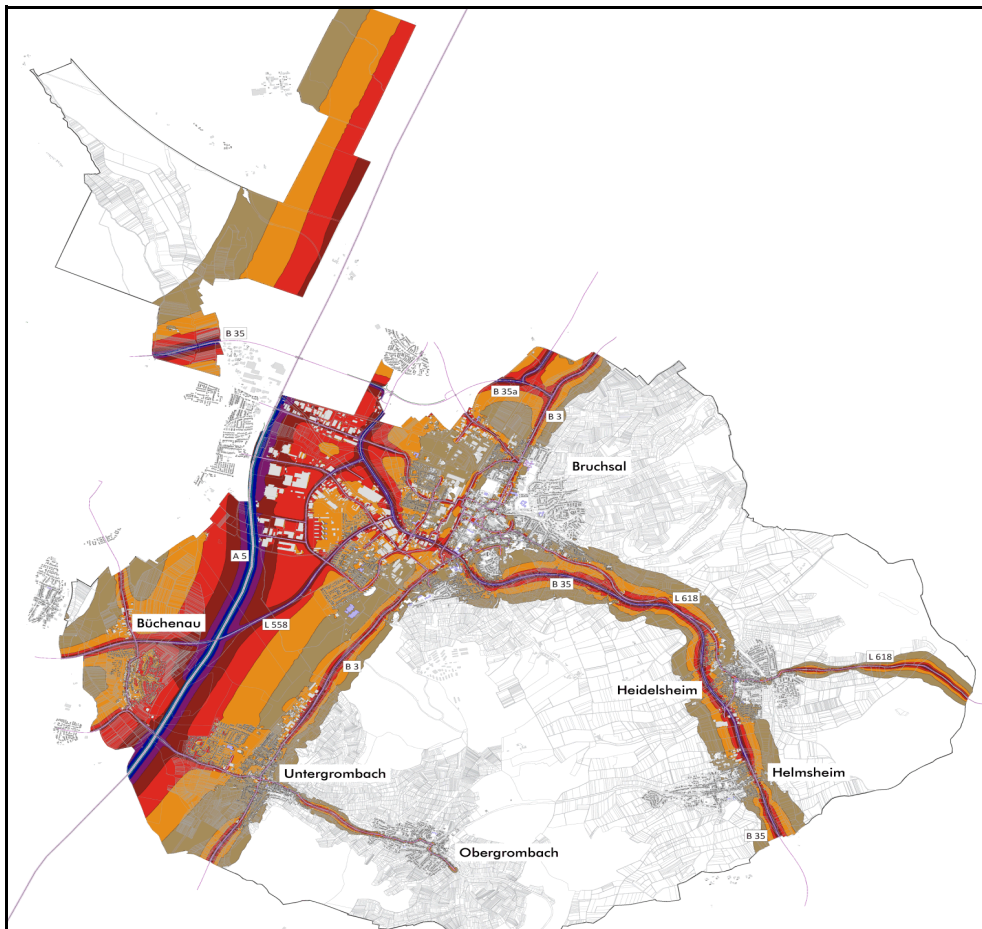 B 35
B 35a
B 3
Bruchsal
A 5
B 35
L 618
Büchenau
L 558
B 3
L 618
Heidelsheim
Untergrombach
Helmsheim
B 35
Obergrombach